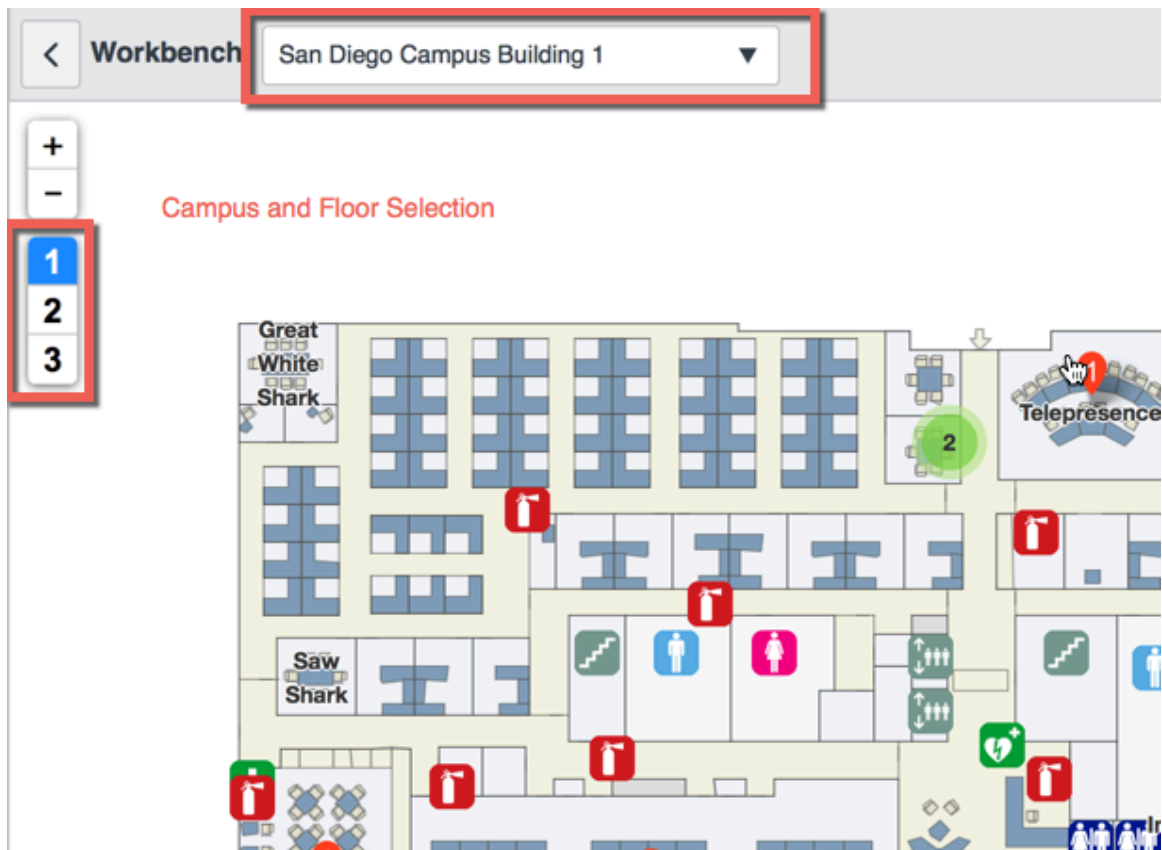 Workbench
San Diego Campus Building 1
+
−
Campus and Floor Selection
1
2
3
Great
White
Shark
1
Telepresence
2
Saw
Shark